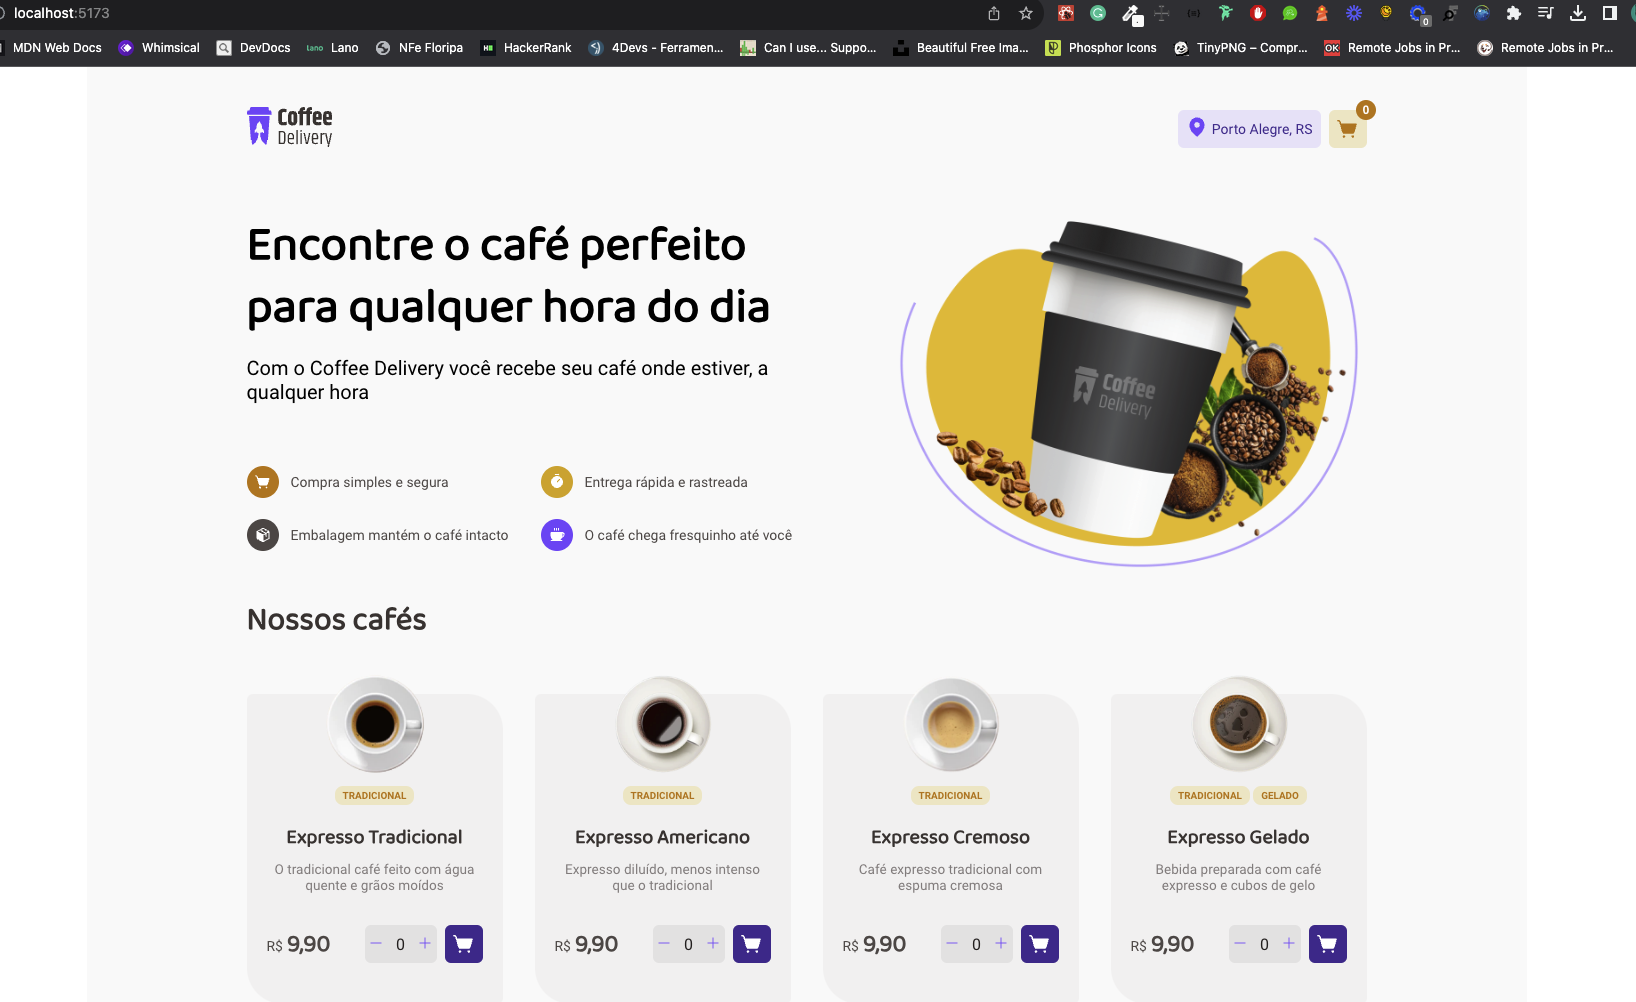 localhost:5173
MDN Web Docs
Whimsical
DevDocs
Lano
NFe Floripa
HackerRank
4Devs - Ferramen...
Can I use... Suppo...
Beautiful Free Ima...
Phosphor Icons
TinyPNG – Compr...
Remote Jobs in Pr...
Remote Jobs in Pr...
Coffee
Delivery
Porto Alegre, RS
0
Encontre o café perfeito
para qualquer hora do dia
Com o Coffee Delivery você recebe seu café onde estiver, a
qualquer hora
Coffee
Delivery
Compra simples e segura
Entrega rápida e rastreada
Embalagem mantém o café intacto
O café chega fresquinho até você
Nossos cafés
TRADICIONAL
Expresso Tradicional
O tradicional café feito com água
quente e grãos moídos
R$ 9,90
− 0 +
TRADICIONAL
Expresso Americano
Expresso diluído, menos intenso
que o tradicional
R$ 9,90
− 0 +
TRADICIONAL
Expresso Cremoso
Café expresso tradicional com
espuma cremosa
R$ 9,90
− 0 +
TRADICIONAL GELADO
Expresso Gelado
Bebida preparada com café
expresso e cubos de gelo
R$ 9,90
− 0 +